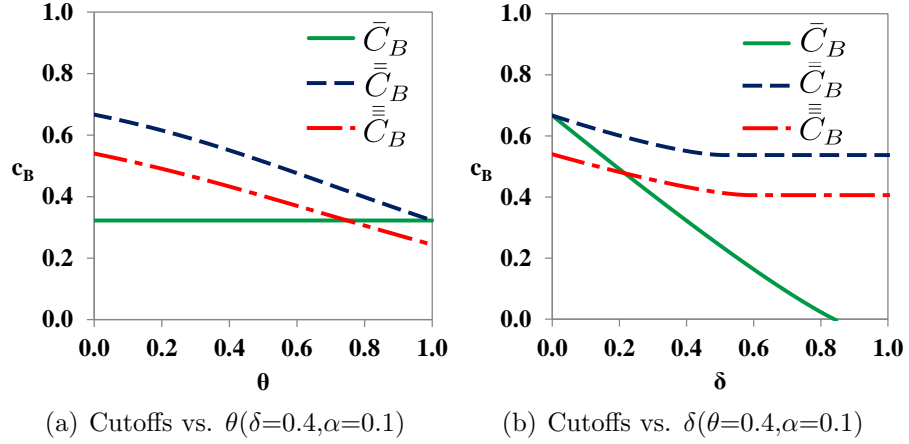 1.0
0.8
0.6
0.4
0.2
0.0
c_B
0.0 0.2 0.4 0.6 0.8 1.0
θ
C̄_B
C̿_B
C̿̄_B
(a) Cutoffs vs. θ(δ=0.4,α=0.1)
1.0
0.8
0.6
0.4
0.2
0.0
c_B
0.0 0.2 0.4 0.6 0.8 1.0
δ
C̄_B
C̿_B
C̿̄_B
(b) Cutoffs vs. δ(θ=0.4,α=0.1)